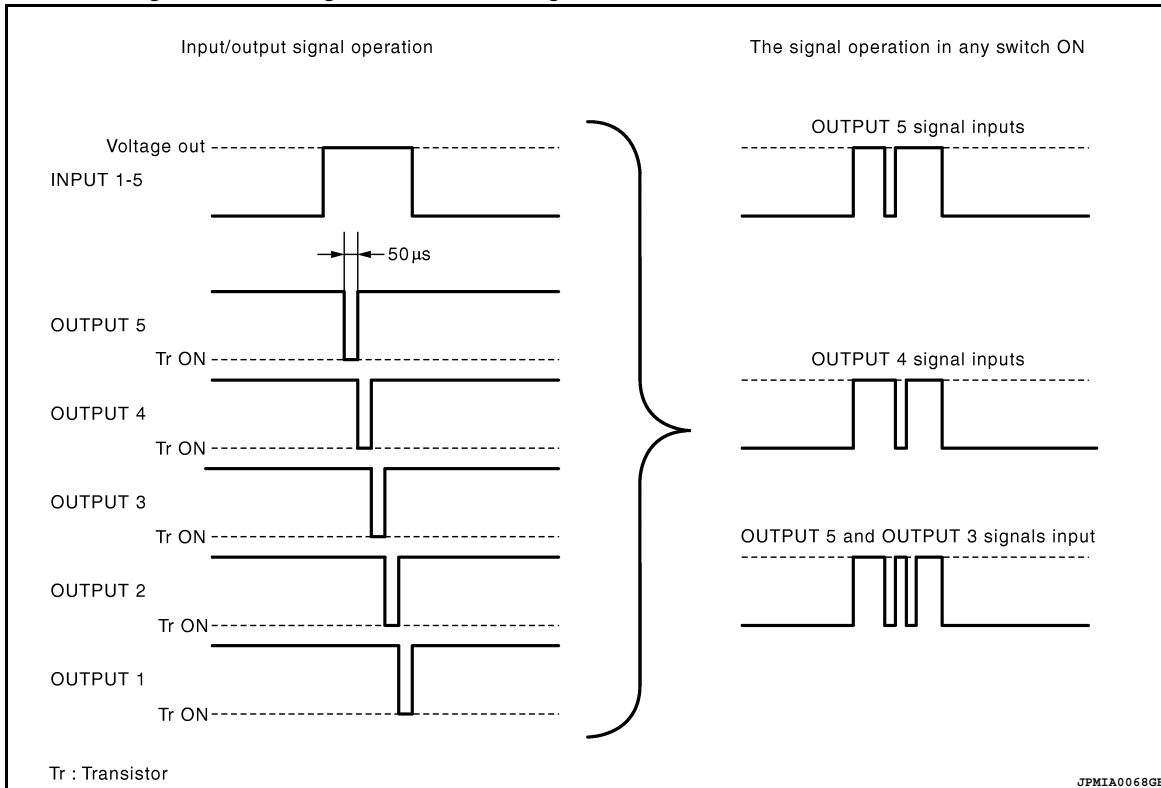 Input/output signal operation
The signal operation in any switch ON
Voltage out
INPUT 1-5
50μs
OUTPUT 5
Tr ON
OUTPUT 4
Tr ON
OUTPUT 3
Tr ON
OUTPUT 2
Tr ON
OUTPUT 1
Tr ON
OUTPUT 5 signal inputs
OUTPUT 4 signal inputs
OUTPUT 5 and OUTPUT 3 signals input
Tr : Transistor